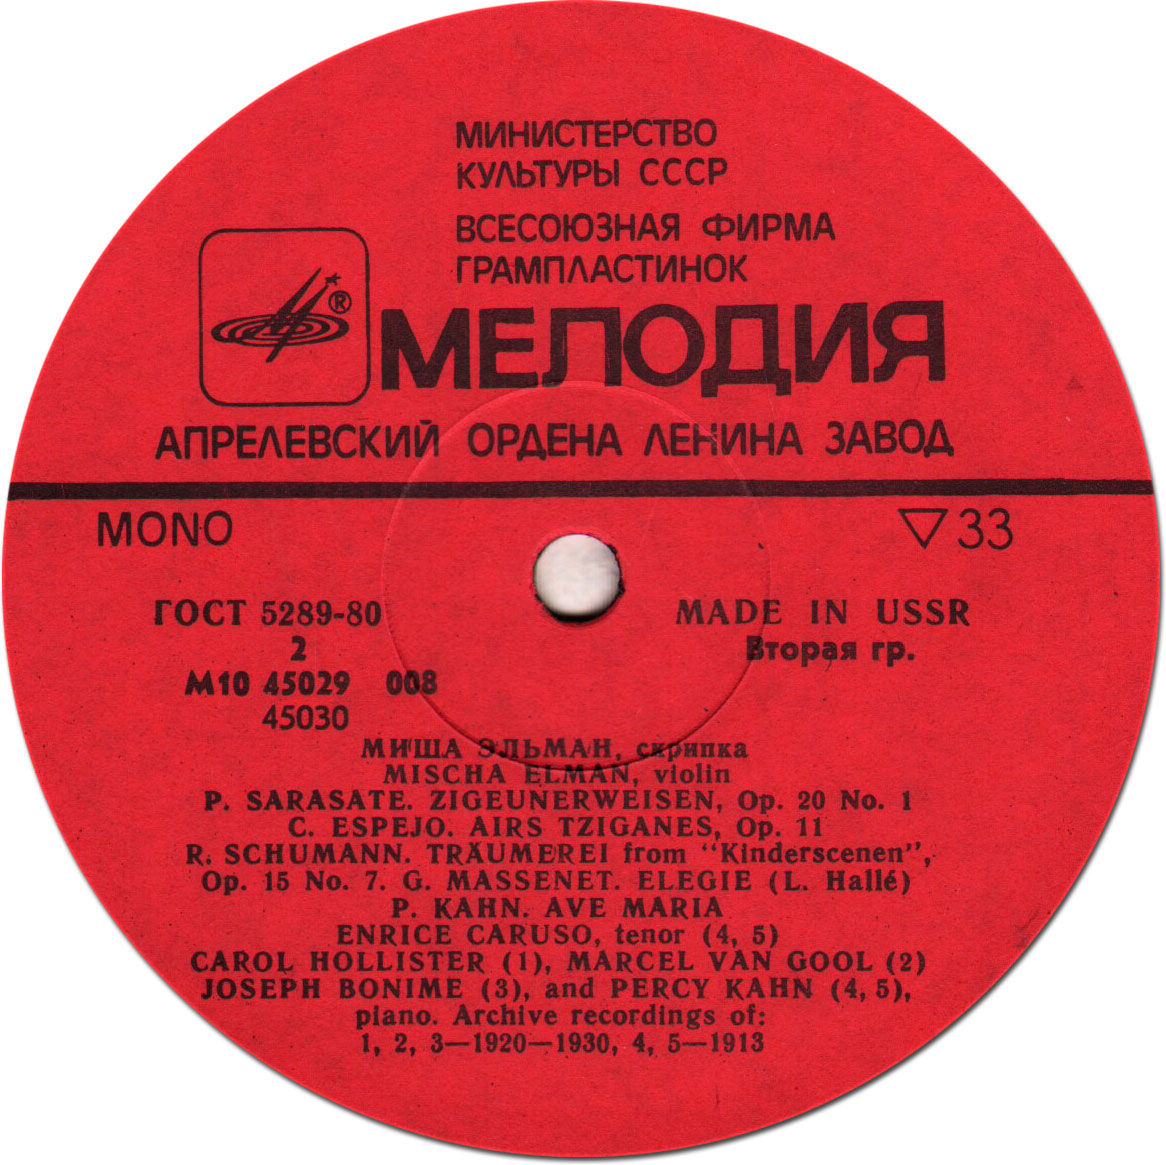 МИНИСТЕРСТВО
КУЛЬТУРЫ СССР
ВСЕСОЮЗНАЯ ФИРМА
ГРАМПЛАСТИНОК
®
МЕЛОДИЯ
АПРЕЛЕВСКИЙ ОРДЕНА ЛЕНИНА ЗАВОД
MONO
▽33
ГОСТ 5289-80
MADE IN USSR
2
Вторая гр.
М10 45029 008
45030
МИША ЭЛЬМАН, скрипка
MISCHA ELMAN, violin
P. SARASATE. ZIGEUNERWEISEN, Op. 20 No. 1
C. ESPEJO. AIRS TZIGANES, Op. 11
R. SCHUMANN. TRÄUMEREI from “Kinderscenen”,
Op. 15 No. 7. G. MASSENET. ELEGIE (L. Hallé)
P. KAHN. AVE MARIA
ENRICE CARUSO, tenor (4, 5)
CAROL HOLLISTER (1), MARCEL VAN GOOL (2)
JOSEPH BONIME (3), and PERCY KAHN (4, 5),
piano. Archive recordings of:
1, 2, 3—1920—1930, 4, 5—1913